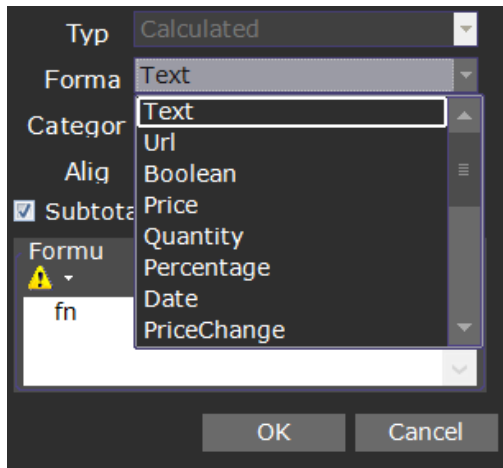 Typ Calculated
Forma Text
Text
Categor
Url
Boolean
Alig
Price
Subtota
Quantity
Formu
Percentage
Date
fn
PriceChange
OK Cancel